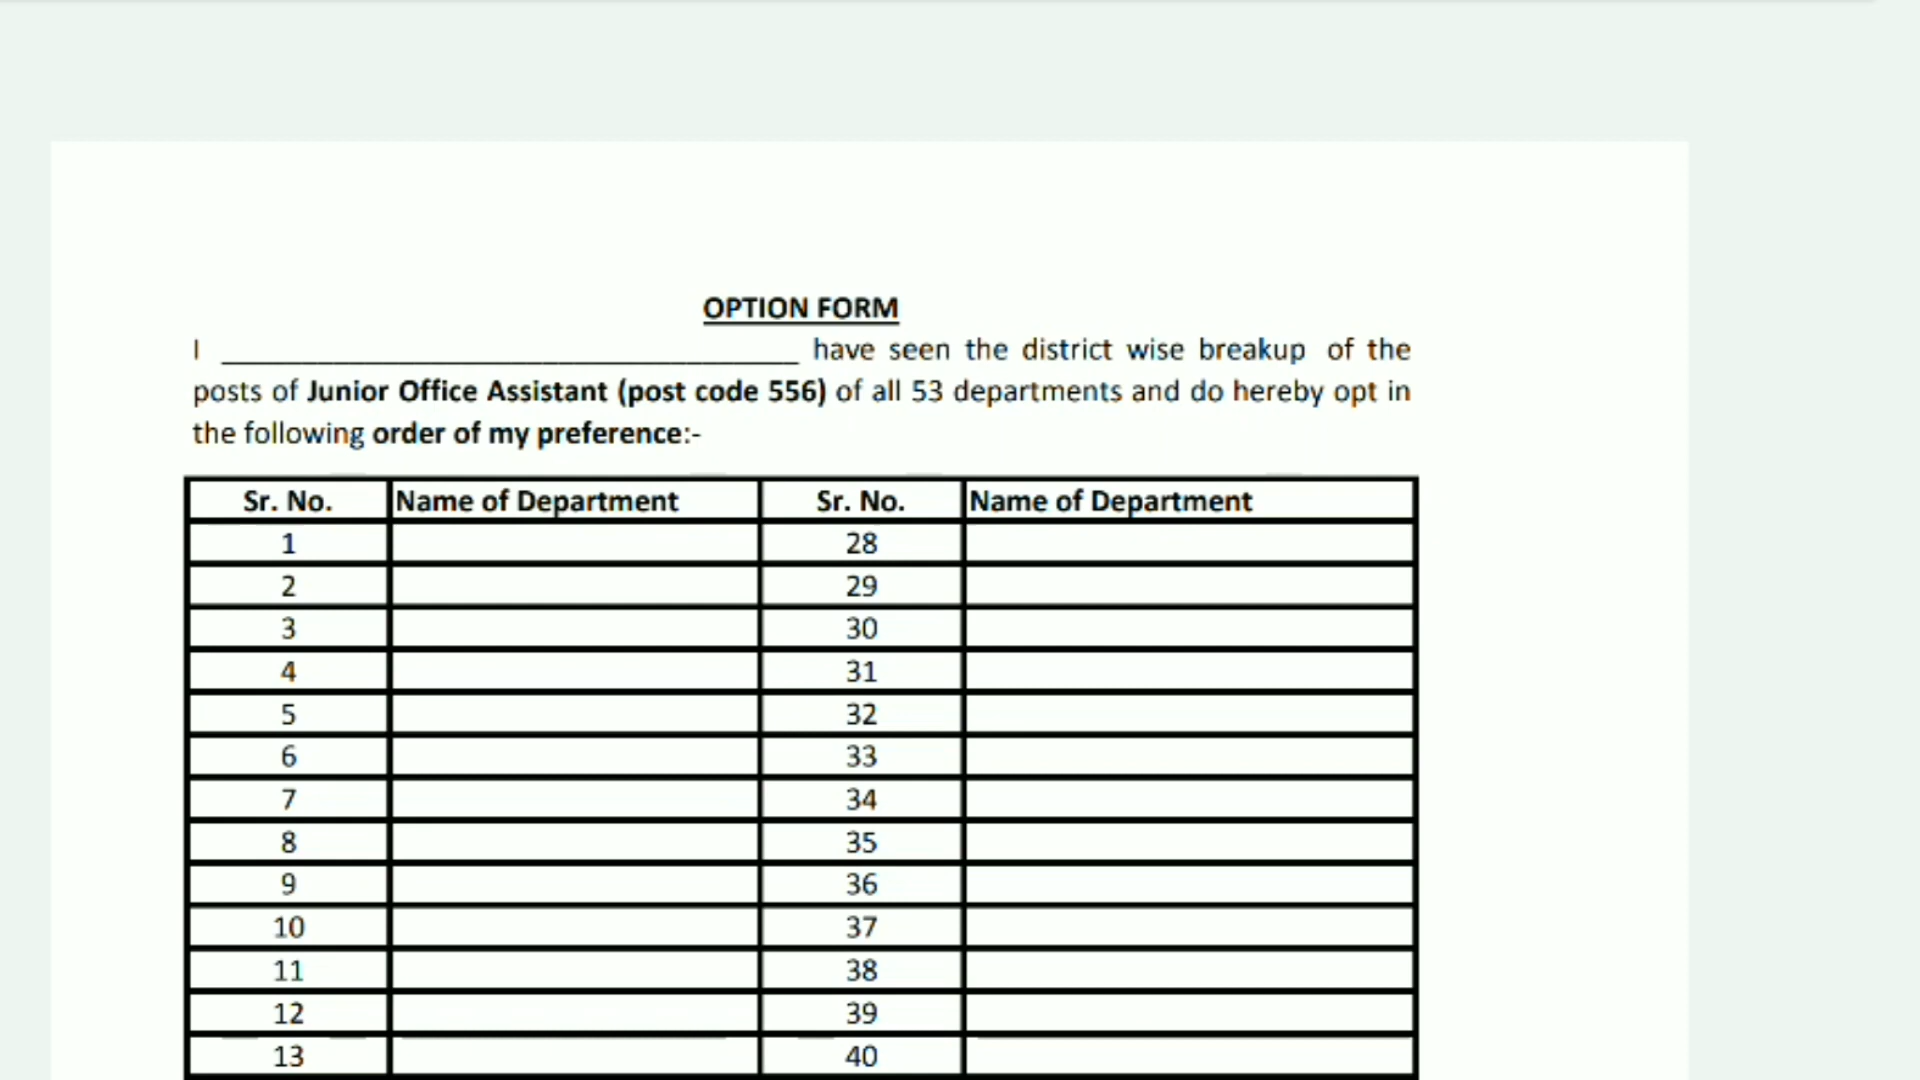 OPTION FORM
I ____________________________________ have seen the district wise breakup of the
posts of Junior Office Assistant (post code 556) of all 53 departments and do hereby opt in
the following order of my preference:-
Sr. No. Name of Department Sr. No. Name of Department
1 28
2 29
3 30
4 31
5 32
6 33
7 34
8 35
9 36
10 37
11 38
12 39
13 40